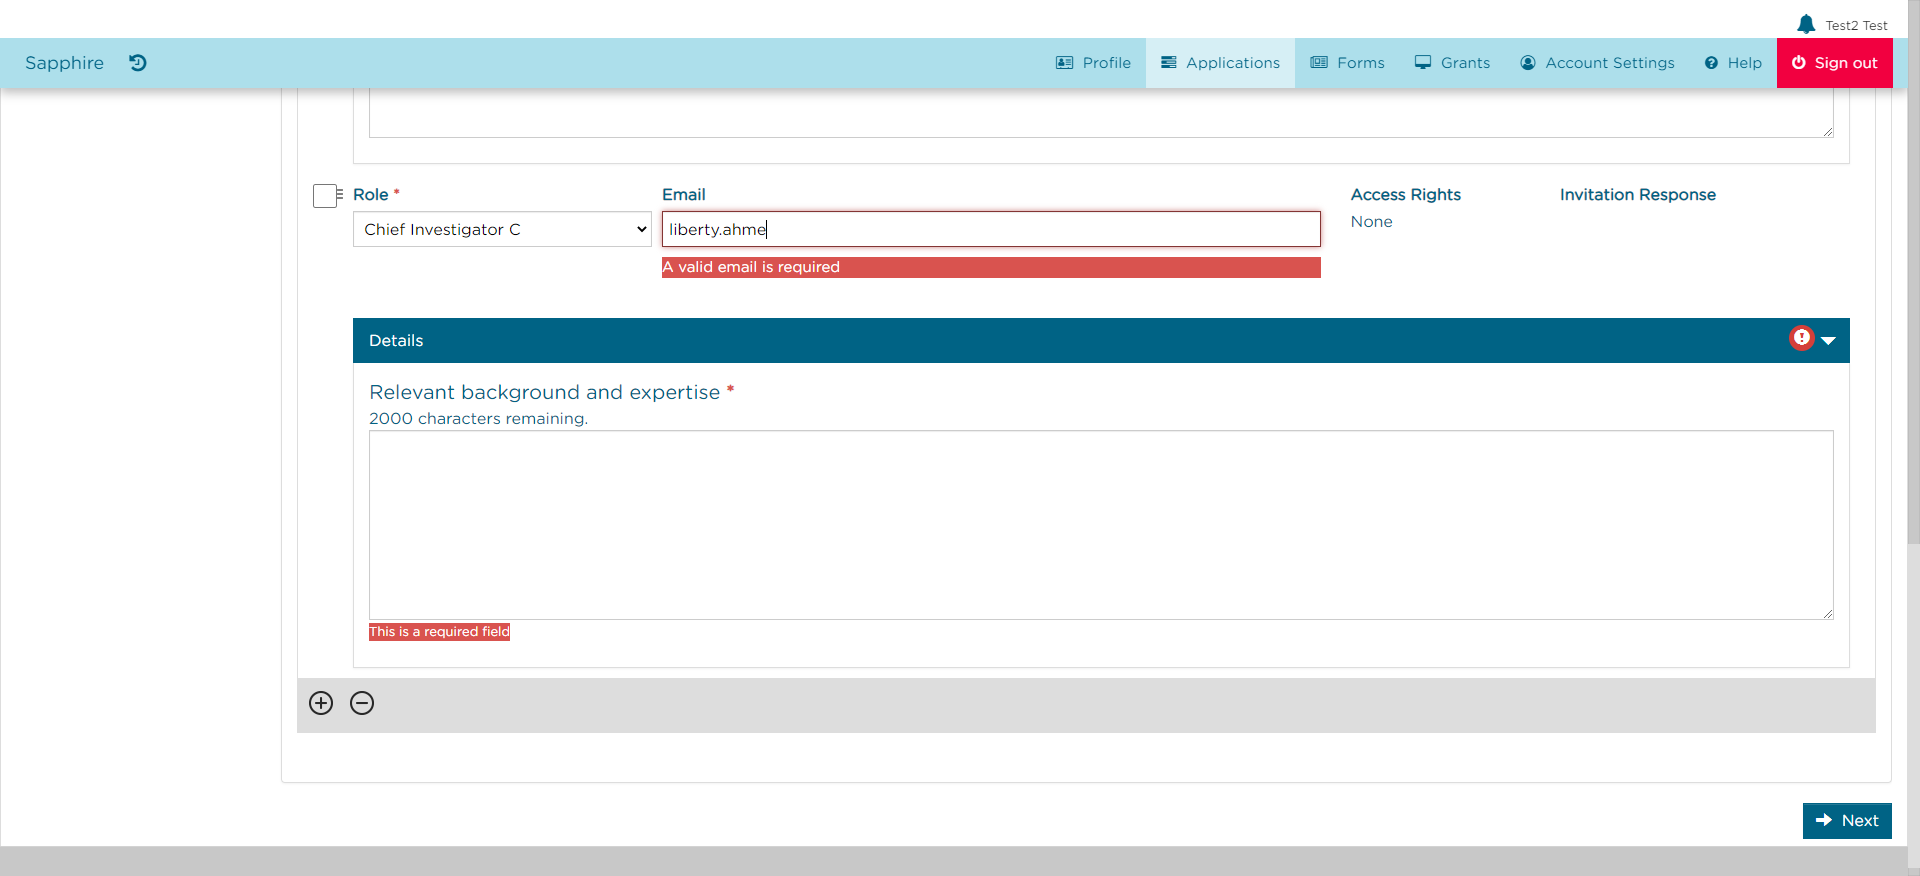 Test2 Test
Sapphire
Profile
Applications
Forms
Grants
Account Settings
Help
Sign out
Role *
Email
Access Rights
Invitation Response
Chief Investigator C
liberty.ahme
None
A valid email is required
Details
Relevant background and expertise *
2000 characters remaining.
This is a required field
Next